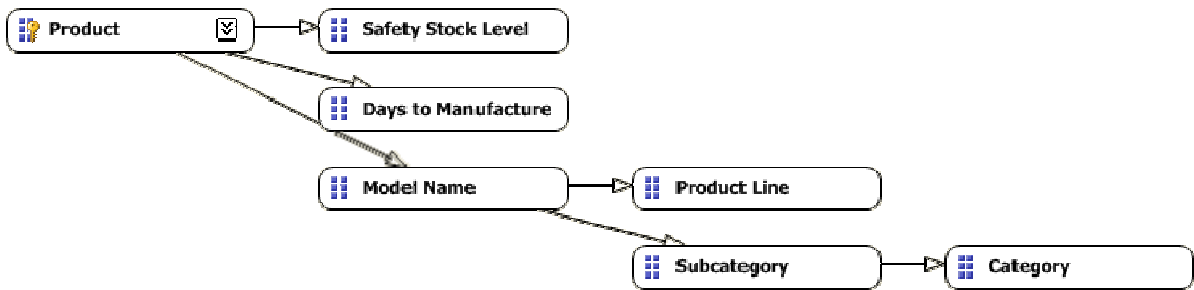 Product
Safety Stock Level
Days to Manufacture
Model Name
Product Line
Subcategory
Category